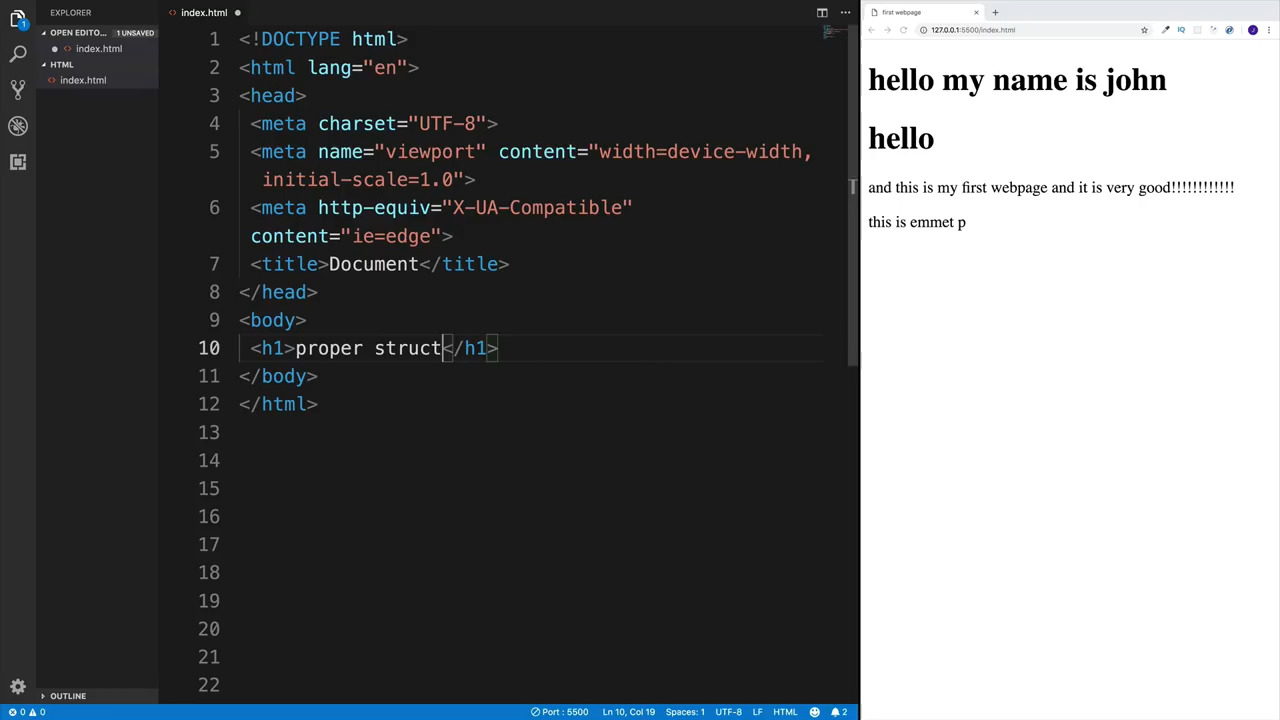 EXPLORER
OPEN EDITO... 1 UNSAVED
index.html
HTML
index.html
OUTLINE
1
index.html
1 <!DOCTYPE html>
2 <html lang="en">
3 <head>
4 <meta charset="UTF-8">
5 <meta name="viewport" content="width=device-width,
initial-scale=1.0">
6 <meta http-equiv="X-UA-Compatible"
content="ie=edge">
7 <title>Document</title>
8 </head>
9 <body>
10 <h1>proper struct</h1>
11 </body>
12 </html>
13
14
15
16
17
18
19
20
21
22
0 0 Port : 5500 Ln 10, Col 19 Spaces: 1 UTF-8 LF HTML 2
first webpage
127.0.0.1:5500/index.html
IQ
J
hello my name is john
hello
and this is my first webpage and it is very good!!!!!!!!!!!!
this is emmet p